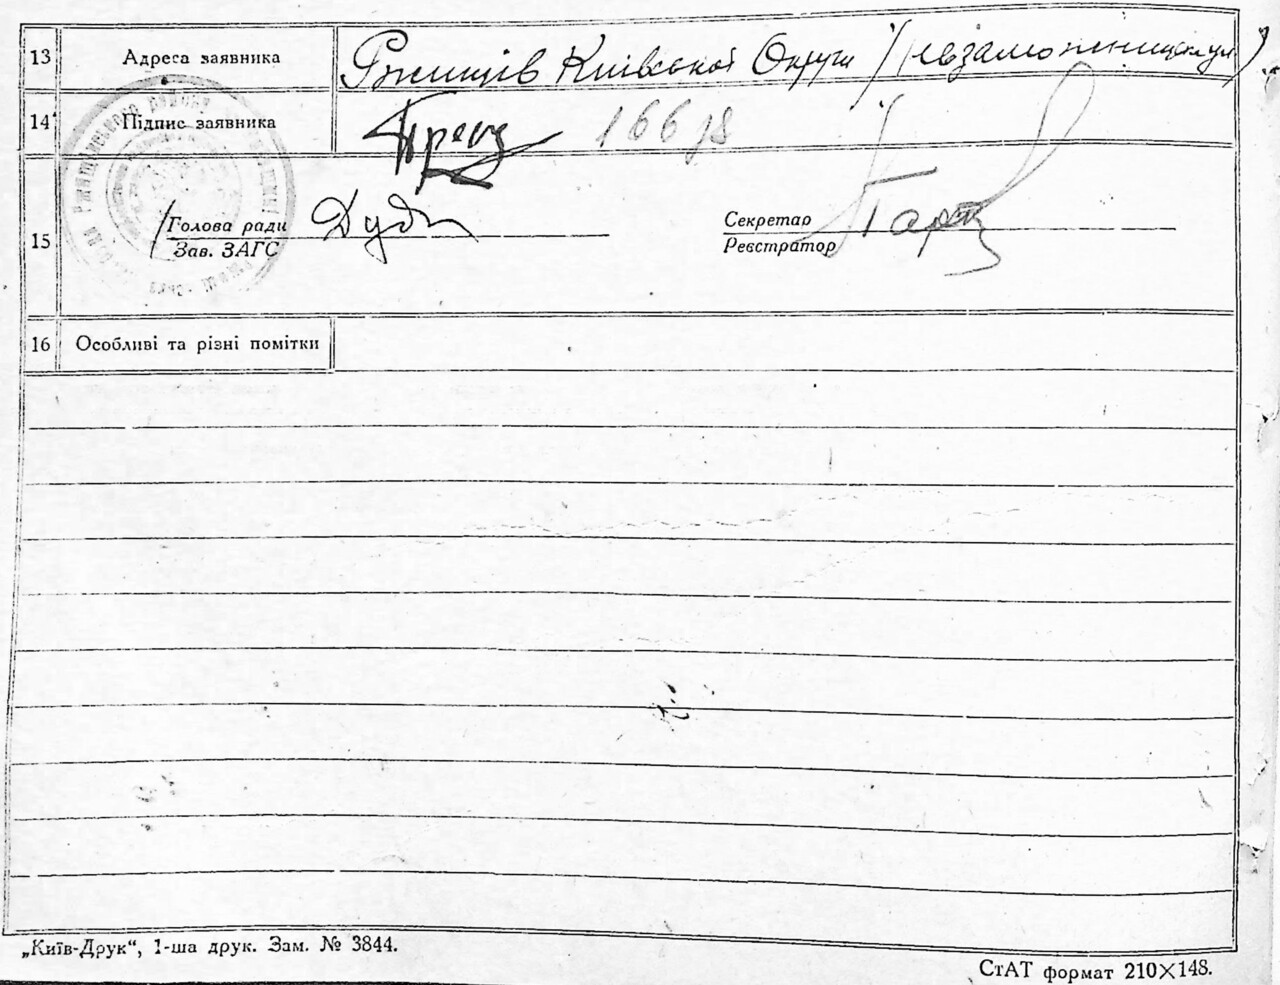 13 Адреса заявника Ржищів Київської Округи
14 Підпис заявника 166
15 Голова ради Секретар
Зав. ЗАГС Реєстратор
16 Особливі та різні помітки
„Київ-Друк“, 1-ша друк. Зам. № 3844.
СтАТ формат 210×148.